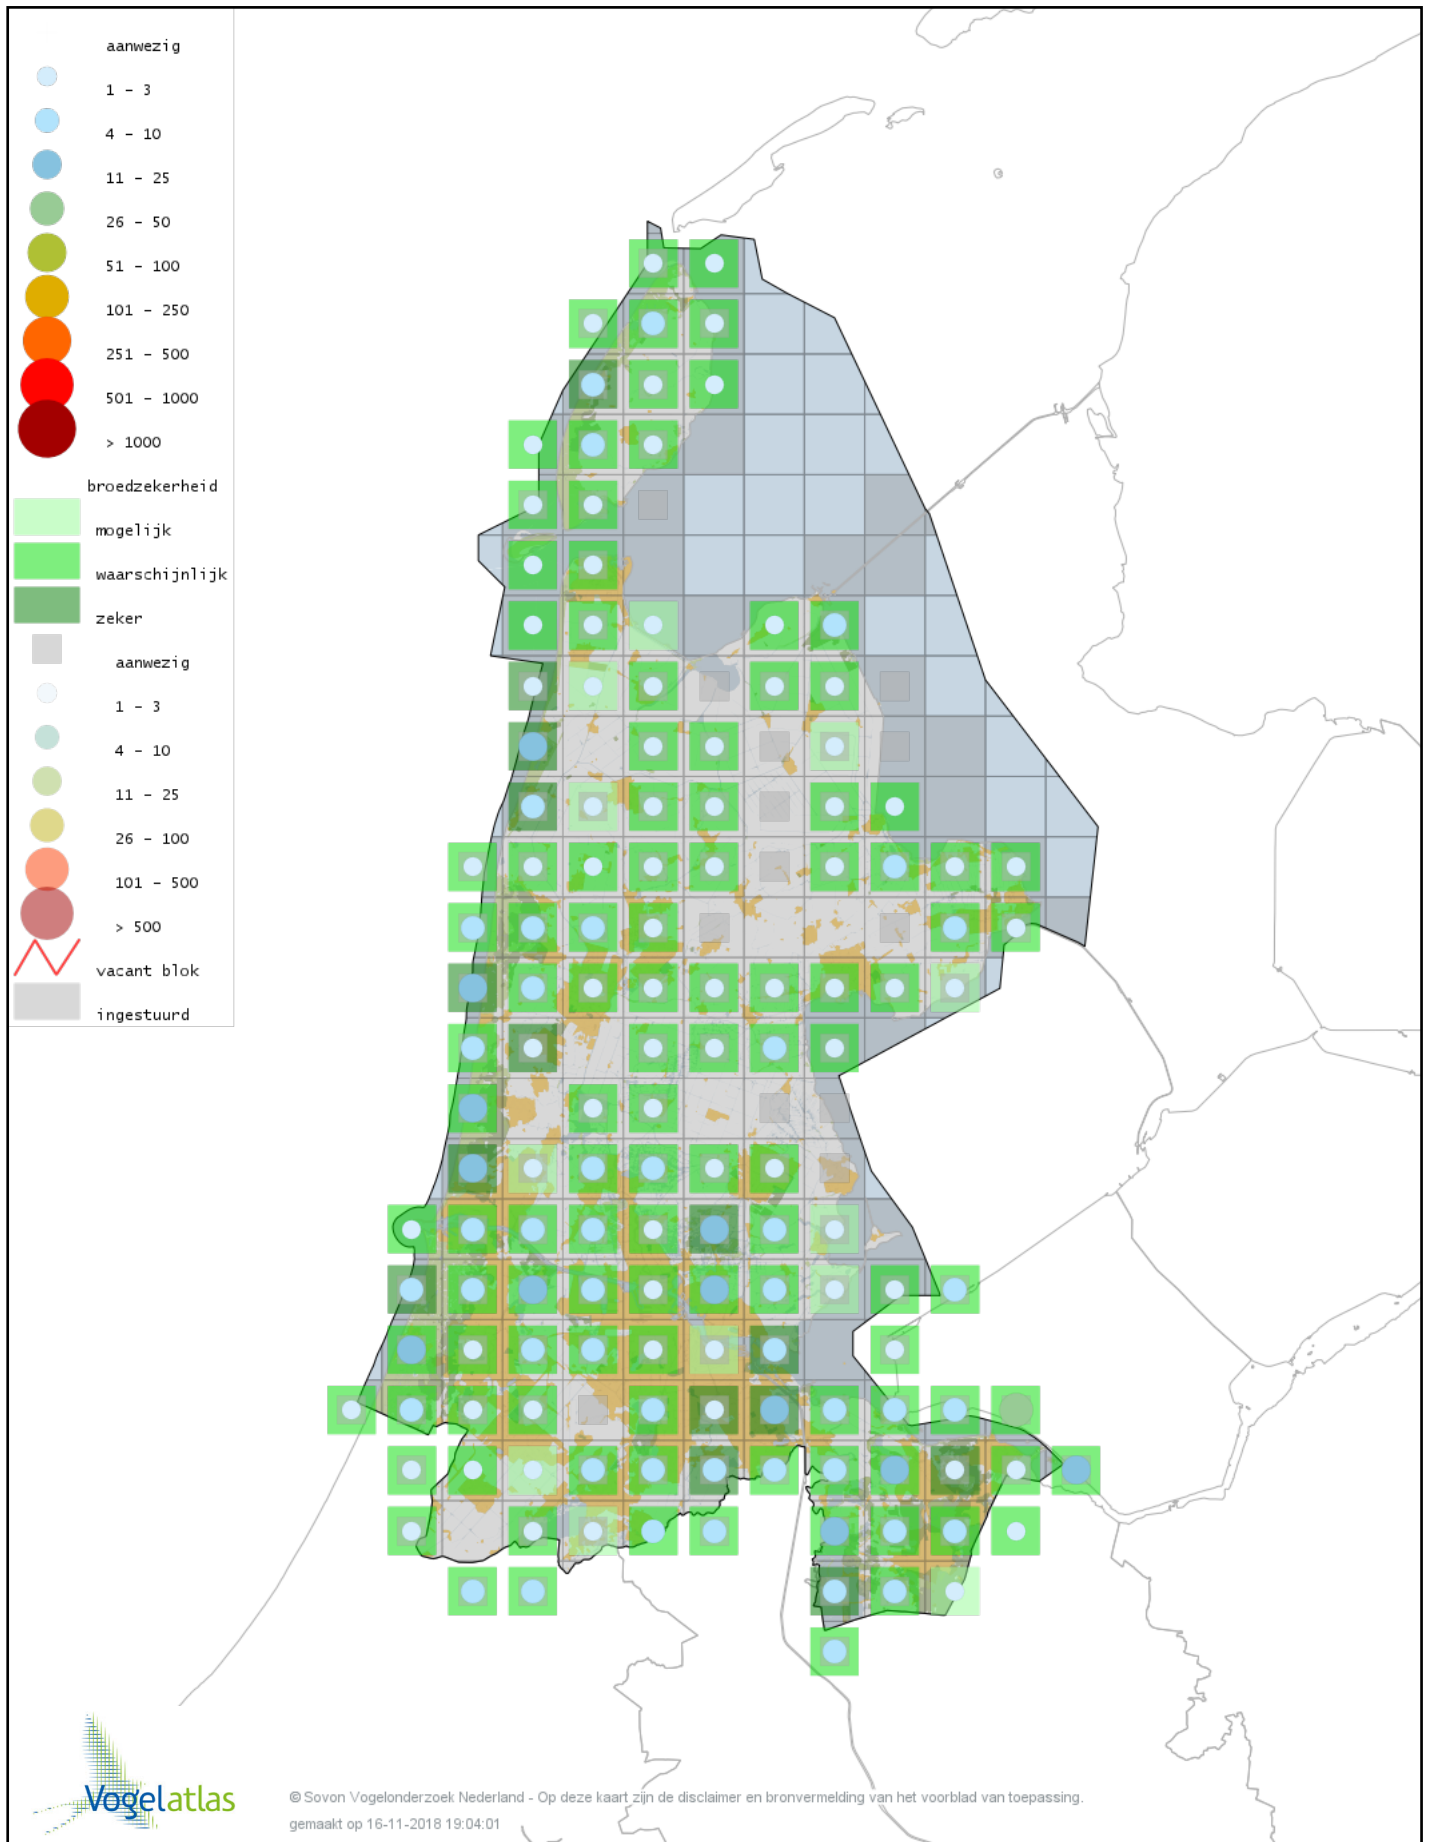 aanwezig
1 - 3
4 - 10
11 - 25
26 - 50
51 - 100
101 - 250
251 - 500
501 - 1000
> 1000
broedzekerheid
mogelijk
waarschijnlijk
zeker
aanwezig
1 - 3
4 - 10
11 - 25
26 - 100
101 - 500
> 500
vacant blok
ingestuurd
Vogelatlas
© Sovon Vogelonderzoek Nederland - Op deze kaart zijn de disclaimer en bronvermelding van het voorblad van toepassing.
gemaakt op 16-11-2018 19:04:01